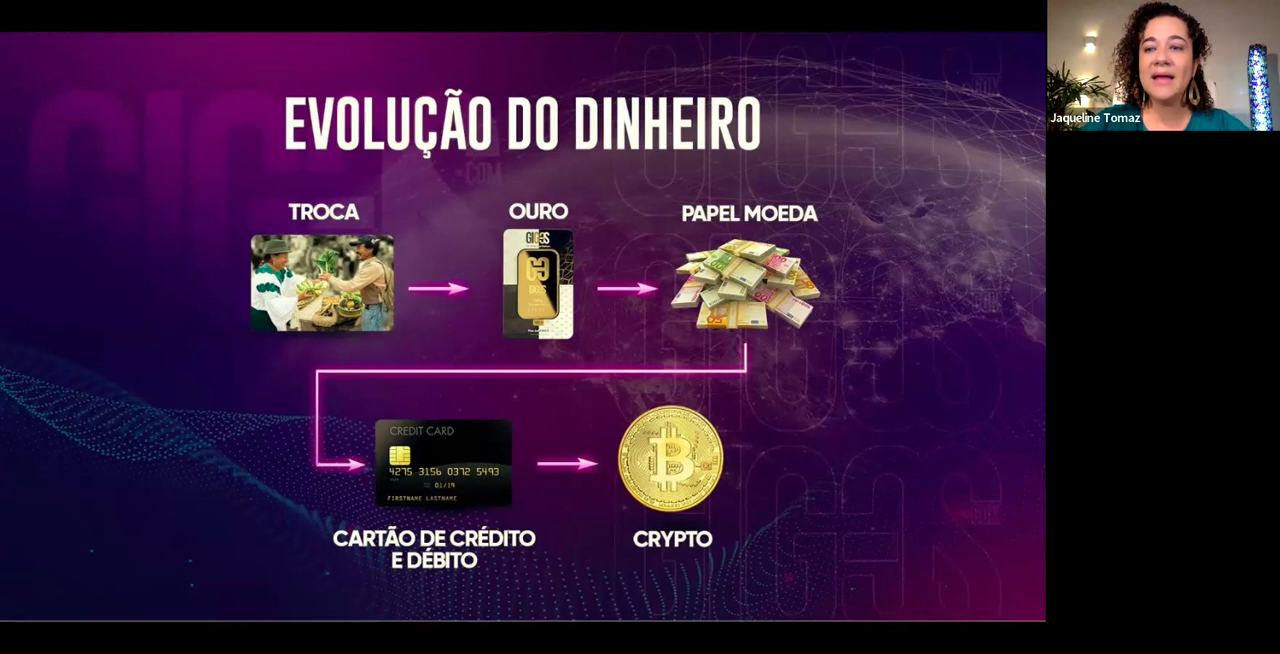 EVOLUÇÃO DO DINHEIRO
Jaqueline Tomaz
TROCA
OURO
PAPEL MOEDA
CREDIT CARD
4275 3156 0372 5493
01/19
FIRSTNAME LASTNAME
CARTÃO DE CRÉDITO
E DÉBITO
CRYPTO